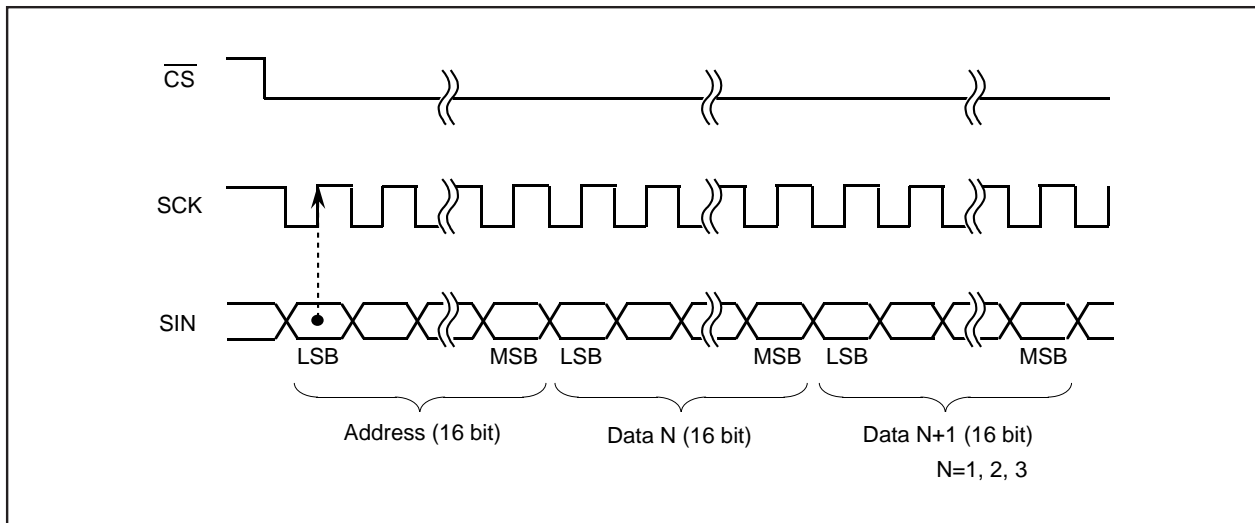 CS
SCK
SIN
LSB MSB LSB MSB LSB MSB
Address (16 bit) Data N (16 bit) Data N+1 (16 bit)
N=1, 2, 3